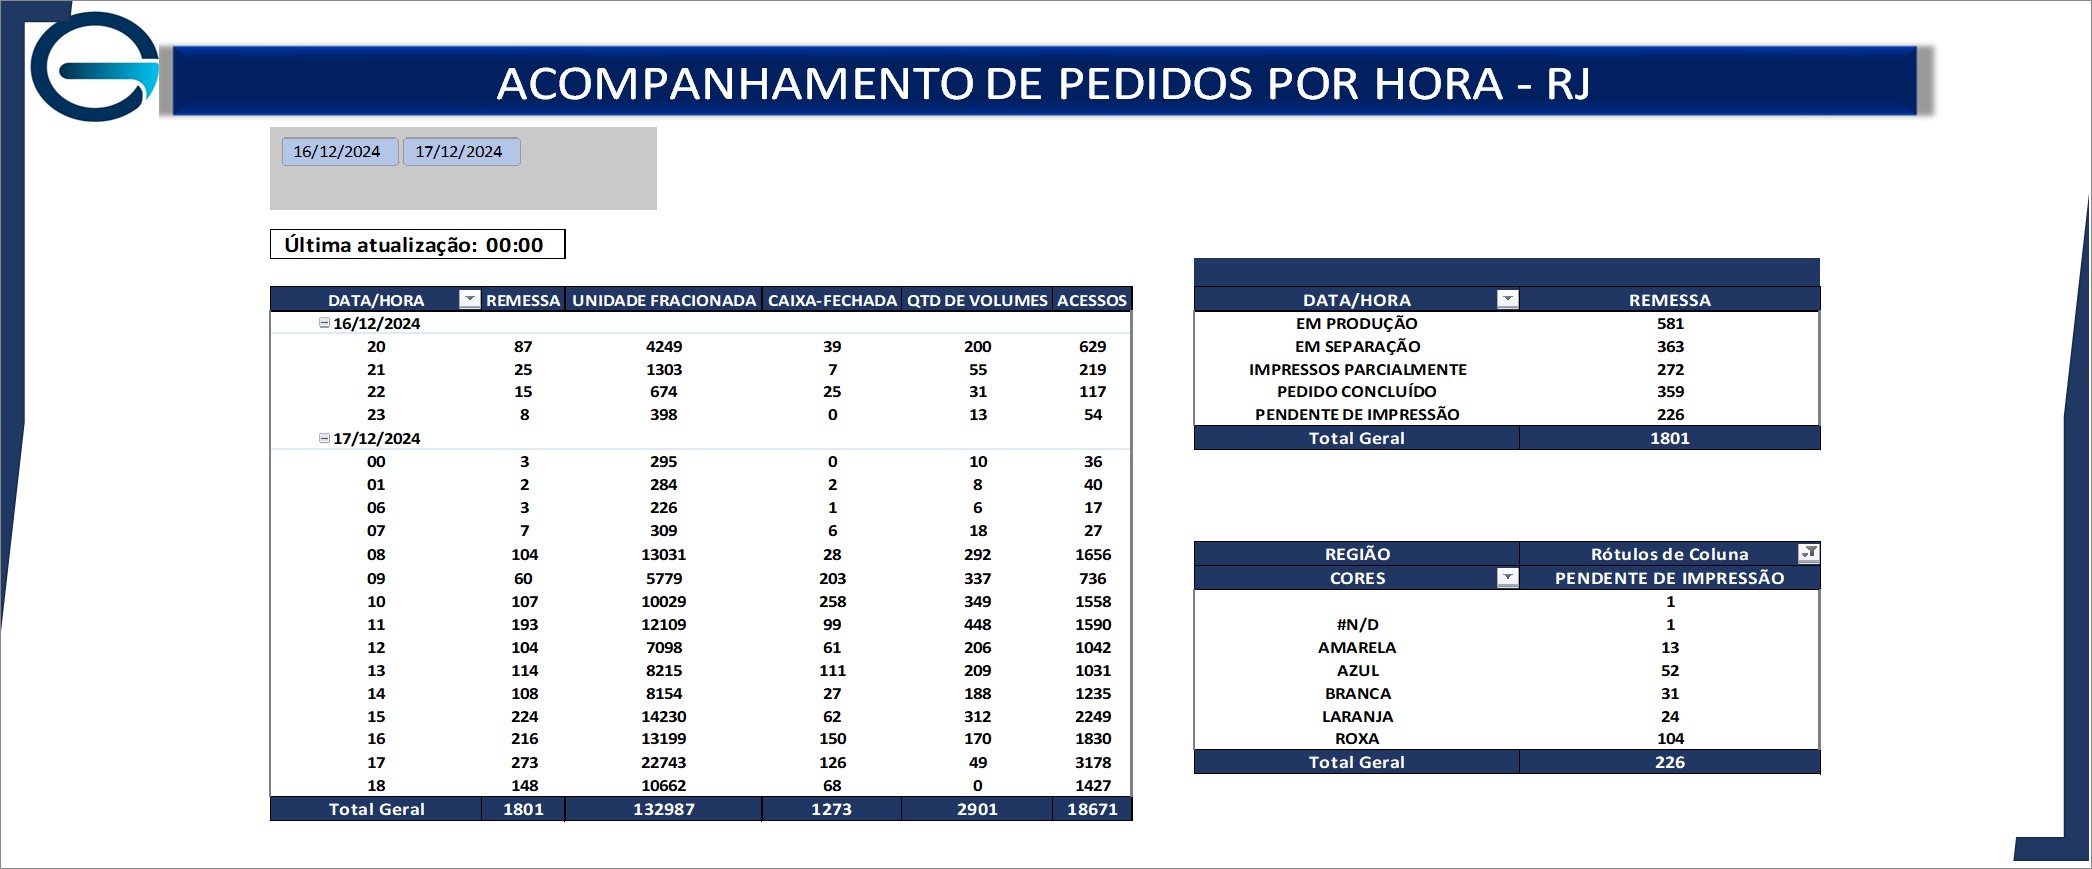 ACOMPANHAMENTO DE PEDIDOS POR HORA - RJ
16/12/2024 17/12/2024
Última atualização: 00:00
DATA/HORA REMESSA UNIDADE FRACIONADA CAIXA-FECHADA QTD DE VOLUMES ACESSOS
16/12/2024
20 87 4249 39 200 629
21 25 1303 7 55 219
22 15 674 25 31 117
23 8 398 0 13 54
17/12/2024
00 3 295 0 10 36
01 2 284 2 8 40
06 3 226 1 6 17
07 7 309 6 18 27
08 104 13031 28 292 1656
09 60 5779 203 337 736
10 107 10029 258 349 1558
11 193 12109 99 448 1590
12 104 7098 61 206 1042
13 114 8215 111 209 1031
14 108 8154 27 188 1235
15 224 14230 62 312 2249
16 216 13199 150 170 1830
17 273 22743 126 49 3178
18 148 10662 68 0 1427
Total Geral 1801 132987 1273 2901 18671
DATA/HORA REMESSA
EM PRODUÇÃO 581
EM SEPARAÇÃO 363
IMPRESSOS PARCIALMENTE 272
PEDIDO CONCLUÍDO 359
PENDENTE DE IMPRESSÃO 226
Total Geral 1801
REGIÃO Rótulos de Coluna
CORES PENDENTE DE IMPRESSÃO
1
#N/D 1
AMARELA 13
AZUL 52
BRANCA 31
LARANJA 24
ROXA 104
Total Geral 226